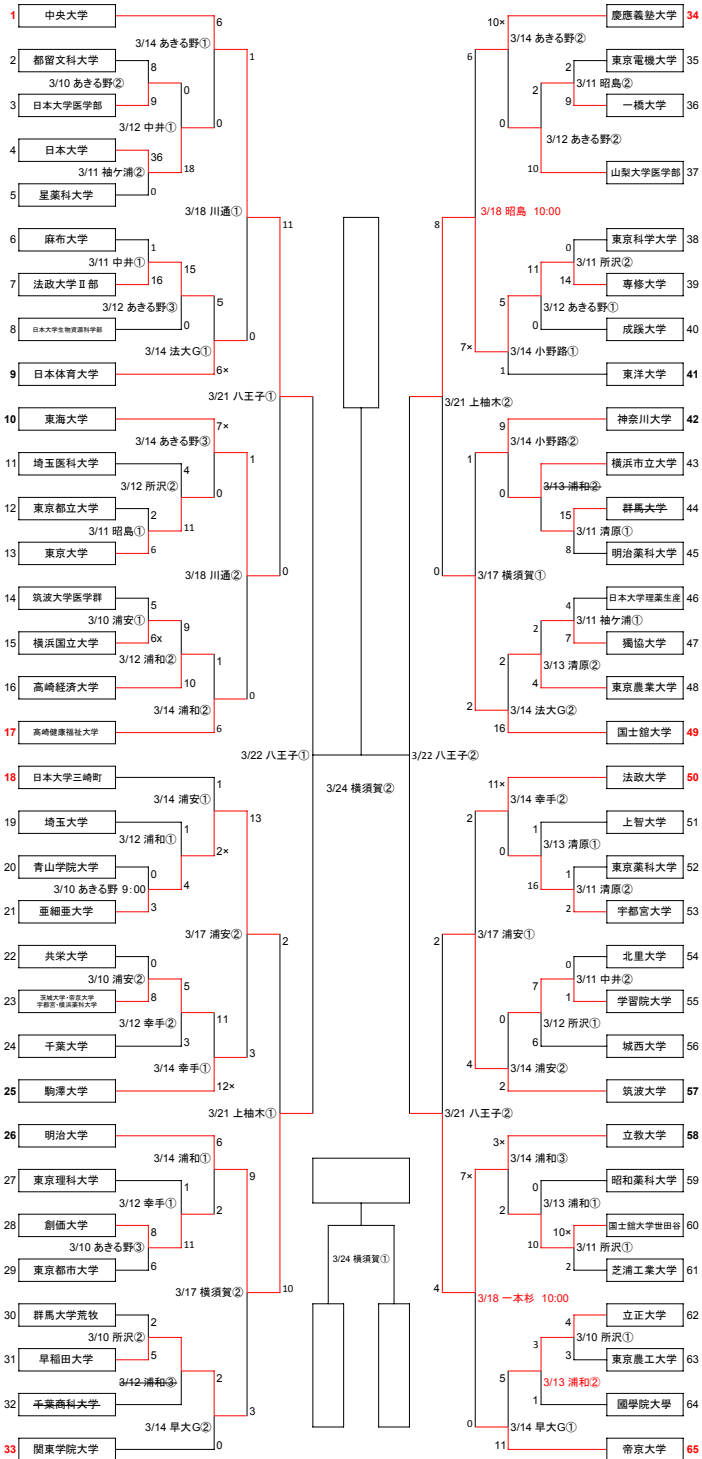 1 中央大学
6
3/14 あきる野①
1
2 都留文科大学
8
3/10 あきる野②
0
3 日本大学医学部
9
3/12 中井①
0
4 日本大学
36
3/11 袖ケ浦②
18
5 星薬科大学
0
3/18 川通①
11
6 麻布大学
1
3/11 中井①
15
7 法政大学Ⅱ部
16
3/12 あきる野③
5
8 日本大学生物資源科学部
0
0
3/14 法大G①
9 日本体育大学
6×
3/21 八王子①
10 東海大学
7×
3/14 あきる野③
1
11 埼玉医科大学
4
3/12 所沢②
0
12 東京都立大学
2
3/11 昭島①
11
13 東京大学
6
3/18 川通②
0
14 筑波大学医学群
5
3/10 浦安①
9
15 横浜国立大学
6x
3/12 浦和②
1
16 高崎経済大学
10
0
3/14 浦和②
17 高崎健康福祉大学
6
3/22 八王子①
18 日本大学三崎町
1
3/14 浦安①
13
19 埼玉大学
1
3/12 浦和①
2×
20 青山学院大学
0
3/10 あきる野 9:00
4
21 亜細亜大学
3
3/17 浦安②
2
22 共栄大学
0
3/10 浦安②
5
23 茨城大学・帝京大学
宇都宮・横浜薬科大学
8
3/12 幸手②
11
24 千葉大学
3
3
3/14 幸手①
25 駒澤大学
12×
3/21 上柚木①
26 明治大学
6
3/14 浦和①
9
27 東京理科大学
1
3/12 幸手①
2
28 創価大学
8
3/10 あきる野③
11
29 東京都市大学
6
3/17 横須賀②
10
30 群馬大学荒牧
2
3/10 所沢②
31 早稲田大学
5
3/12 浦和③
2
32 千葉商科大学
3
3/14 早大G②
33 関東学院大学
0
3/24 横須賀②
3/24 横須賀①
慶應義塾大学 34
10×
3/14 あきる野②
6
東京電機大学 35
2
3/11 昭島②
2
一橋大学 36
9
0
3/12 あきる野②
山梨大学医学部 37
10
3/18 昭島 10:00
8
東京科学大学 38
0
3/11 所沢②
11
専修大学 39
14
3/12 あきる野①
5
成蹊大学 40
0
7×
3/14 小野路①
東洋大学 41
1
3/21 上柚木②
神奈川大学 42
9
3/14 小野路②
1
横浜市立大学 43
3/13 浦和②
0
群馬大学 44
15
3/11 清原①
明治薬科大学 45
8
3/17 横須賀①
0
日本大学理薬生産 46
4
3/11 袖ケ浦①
2
獨協大学 47
7
3/13 清原②
2
東京農業大学 48
4
2
3/14 法大G②
国士舘大学 49
16
3/22 八王子②
法政大学 50
11×
3/14 幸手②
2
上智大学 51
1
3/13 清原①
0
東京薬科大学 52
1
3/11 清原②
16
宇都宮大学 53
2
3/17 浦安①
2
北里大学 54
0
3/11 中井②
7
学習院大学 55
1
3/12 所沢①
0
城西大学 56
6
4
3/14 浦安②
筑波大学 57
2
3/21 八王子②
立教大学 58
3×
3/14 浦和③
7×
昭和薬科大学 59
0
3/13 浦和①
2
国士舘大学世田谷 60
10×
3/11 所沢①
10
芝浦工業大学 61
2
3/18 一本杉 10:00
4
立正大学 62
4
3/10 所沢①
3
東京農工大学 63
3
3/13 浦和②
5
國學院大學 64
1
0
3/14 早大G①
帝京大学 65
11